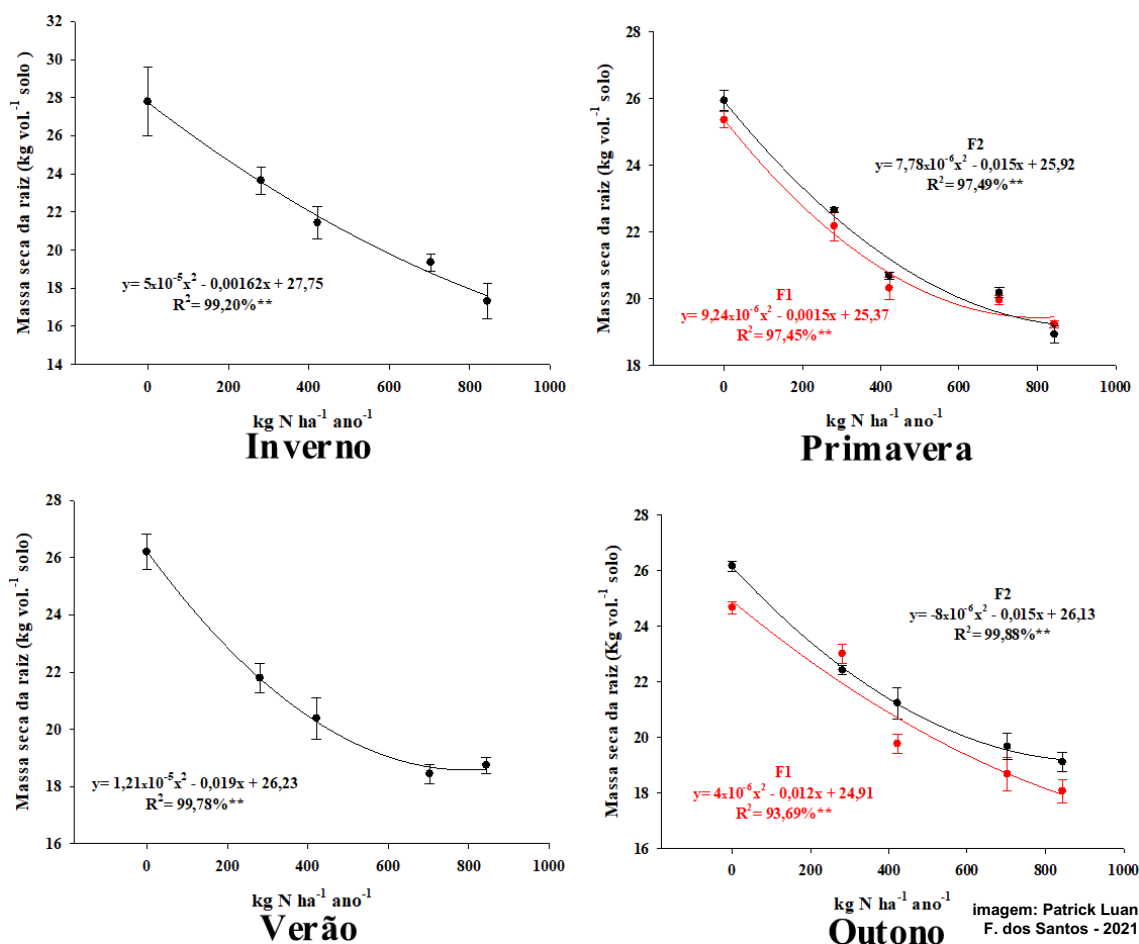 Massa seca da raiz (kg vol.⁻¹ solo)
32
30
28
26
24
22
20
18
16
14
y= 5x10⁻⁵x² - 0,00162x + 27,75
R²= 99,20%**
0 200 400 600 800 1000
kg N ha⁻¹ ano⁻¹
Inverno
Massa seca da raiz (kg vol.⁻¹ solo)
28
26
24
22
20
18
F2
y= 7,78x10⁻⁶x² - 0,015x + 25,92
R²= 97,49%**
F1
y= 9,24x10⁻⁶x² - 0,0015x + 25,37
R²= 97,45%**
0 200 400 600 800 1000
kg N ha⁻¹ ano⁻¹
Primavera
Massa seca da raiz (kg vol.⁻¹ solo)
28
26
24
22
20
18
16
y= 1,21x10⁻⁵x² - 0,019x + 26,23
R²= 99,78%**
0 200 400 600 800 1000
kg N ha⁻¹ ano⁻¹
Verão
Massa seca da raiz (Kg vol.⁻¹ solo)
28
26
24
22
20
18
16
F2
y= -8x10⁻⁶x² - 0,015x + 26,13
R²= 99,88%**
F1
y= 4x10⁻⁶x² - 0,012x + 24,91
R²= 93,69%**
0 200 400 600 800 1000
kg N ha⁻¹ ano⁻¹
Outono
imagem: Patrick Luan
F. dos Santos - 2021